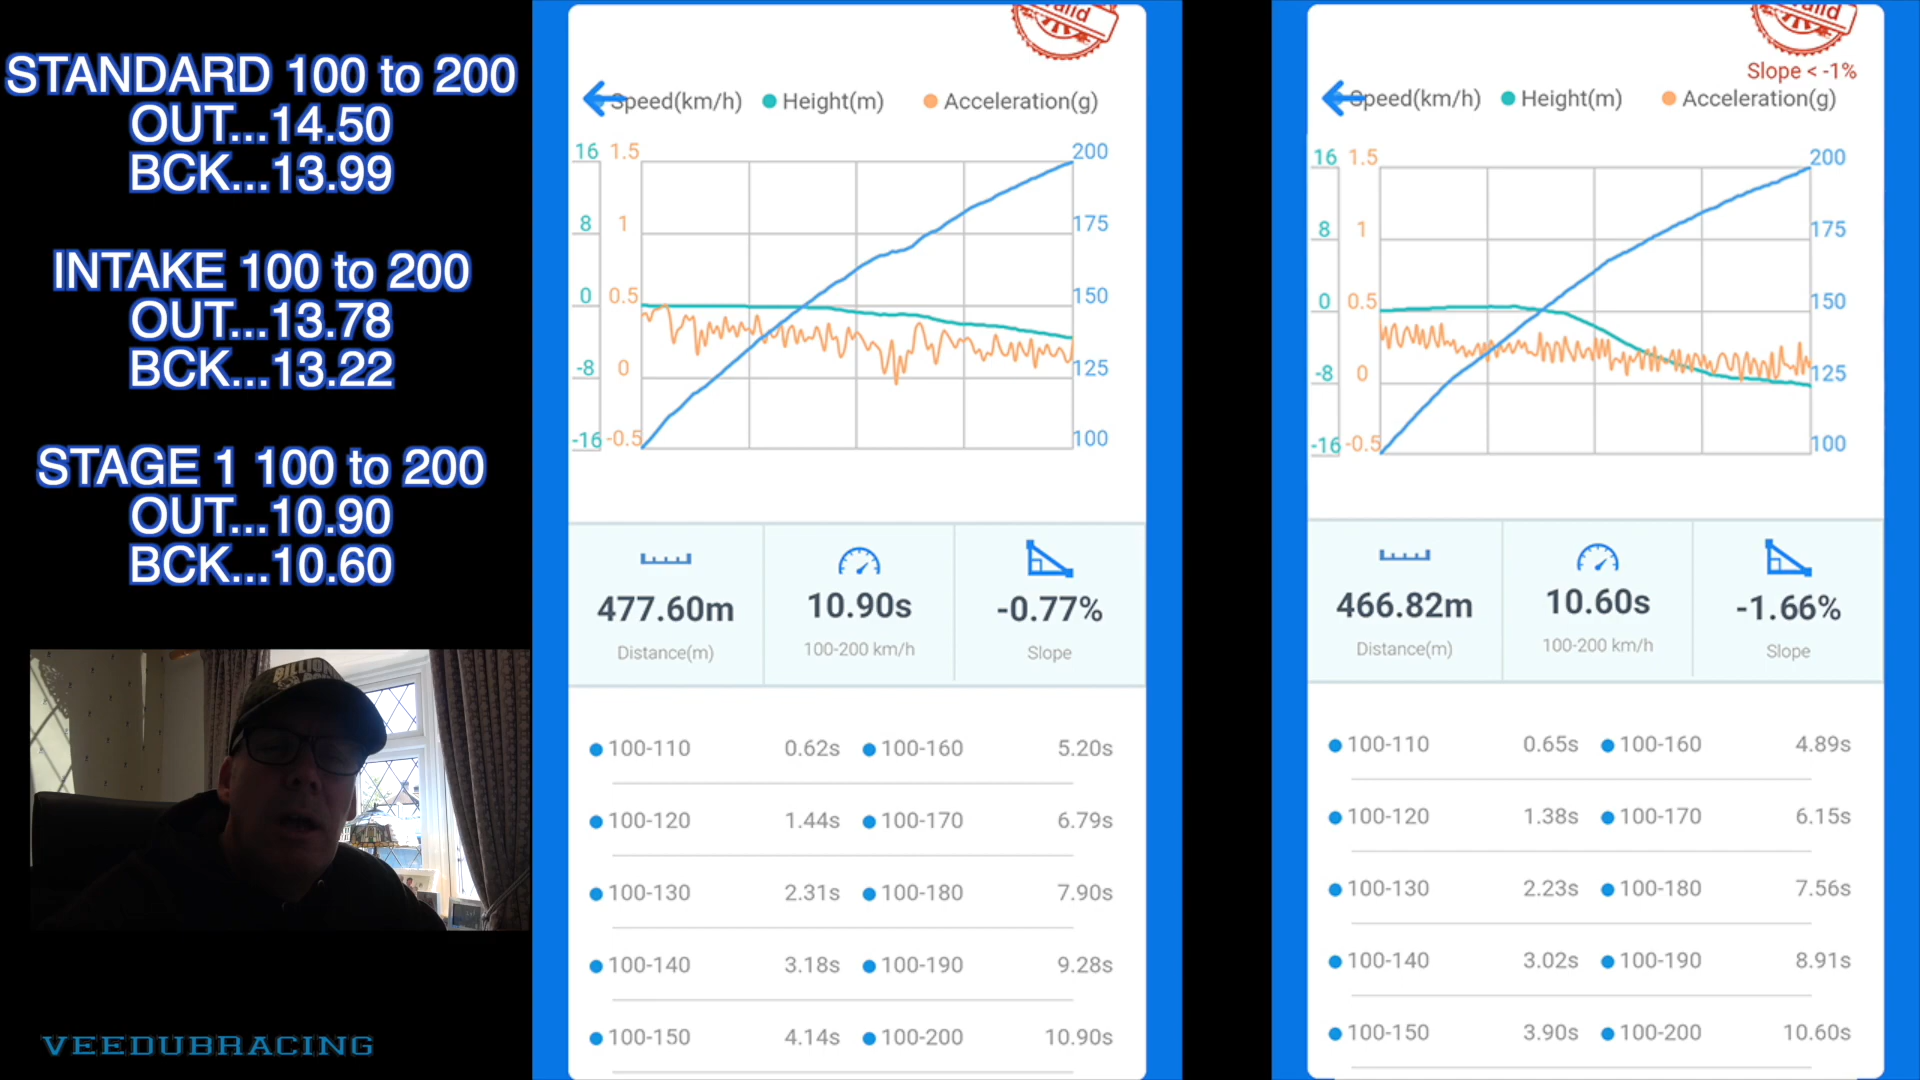 STANDARD 100 to 200
OUT...14.50
BCK...13.99
INTAKE 100 to 200
OUT...13.78
BCK...13.22
STAGE 1 100 to 200
OUT...10.90
BCK...10.60
VEEDUBRACING
Speed(km/h) Height(m) Acceleration(g)
16 1.5 200
8 1 175
0 0.5 150
-8 0 125
-16 -0.5 100
477.60m 10.90s -0.77%
Distance(m) 100-200 km/h Slope
100-110 0.62s 100-160 5.20s
100-120 1.44s 100-170 6.79s
100-130 2.31s 100-180 7.90s
100-140 3.18s 100-190 9.28s
100-150 4.14s 100-200 10.90s
alid
Slope < -1%
Speed(km/h) Height(m) Acceleration(g)
16 1.5 200
8 1 175
0 0.5 150
-8 0 125
-16 -0.5 100
466.82m 10.60s -1.66%
Distance(m) 100-200 km/h Slope
100-110 0.65s 100-160 4.89s
100-120 1.38s 100-170 6.15s
100-130 2.23s 100-180 7.56s
100-140 3.02s 100-190 8.91s
100-150 3.90s 100-200 10.60s